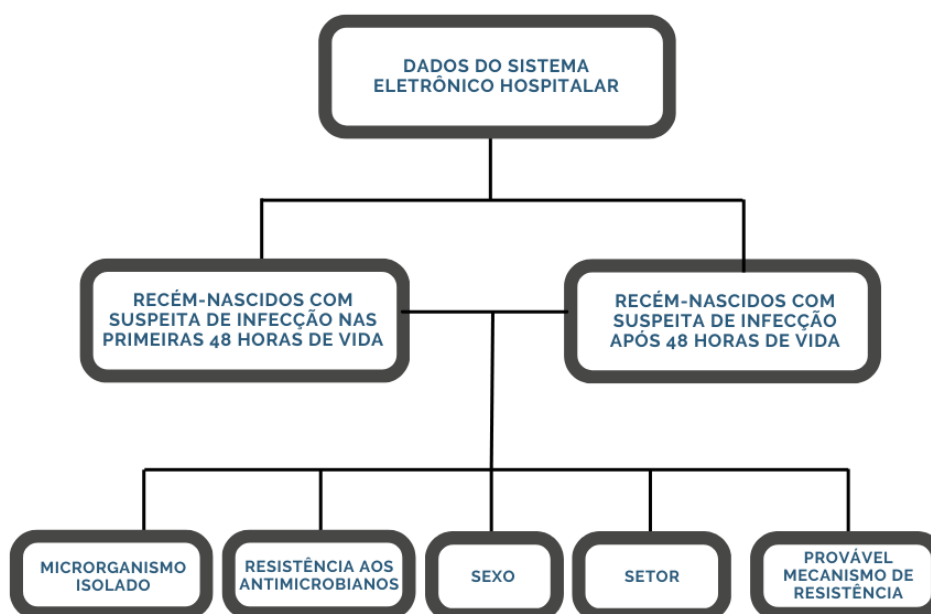 DADOS DO SISTEMA
ELETRÔNICO HOSPITALAR
RECÉM-NASCIDOS COM
SUSPEITA DE INFECÇÃO NAS
PRIMEIRAS 48 HORAS DE VIDA
RECÉM-NASCIDOS COM
SUSPEITA DE INFECÇÃO
APÓS 48 HORAS DE VIDA
MICRORGANISMO
ISOLADO
RESISTÊNCIA AOS
ANTIMICROBIANOS
SEXO
SETOR
PROVÁVEL
MECANISMO DE
RESISTÊNCIA